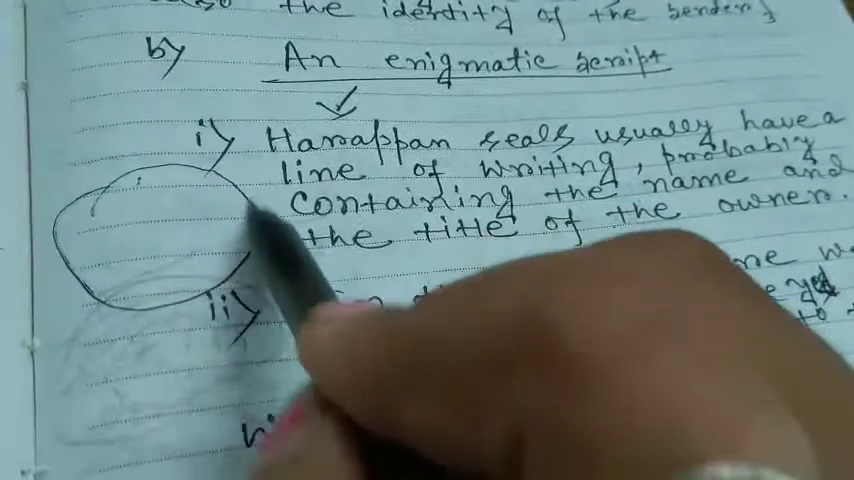 the identity of the senders
by An enigmatic script
i) Harappan seals usually have a
line of writing, probably
containing the name and
the title of the owner.
ii)